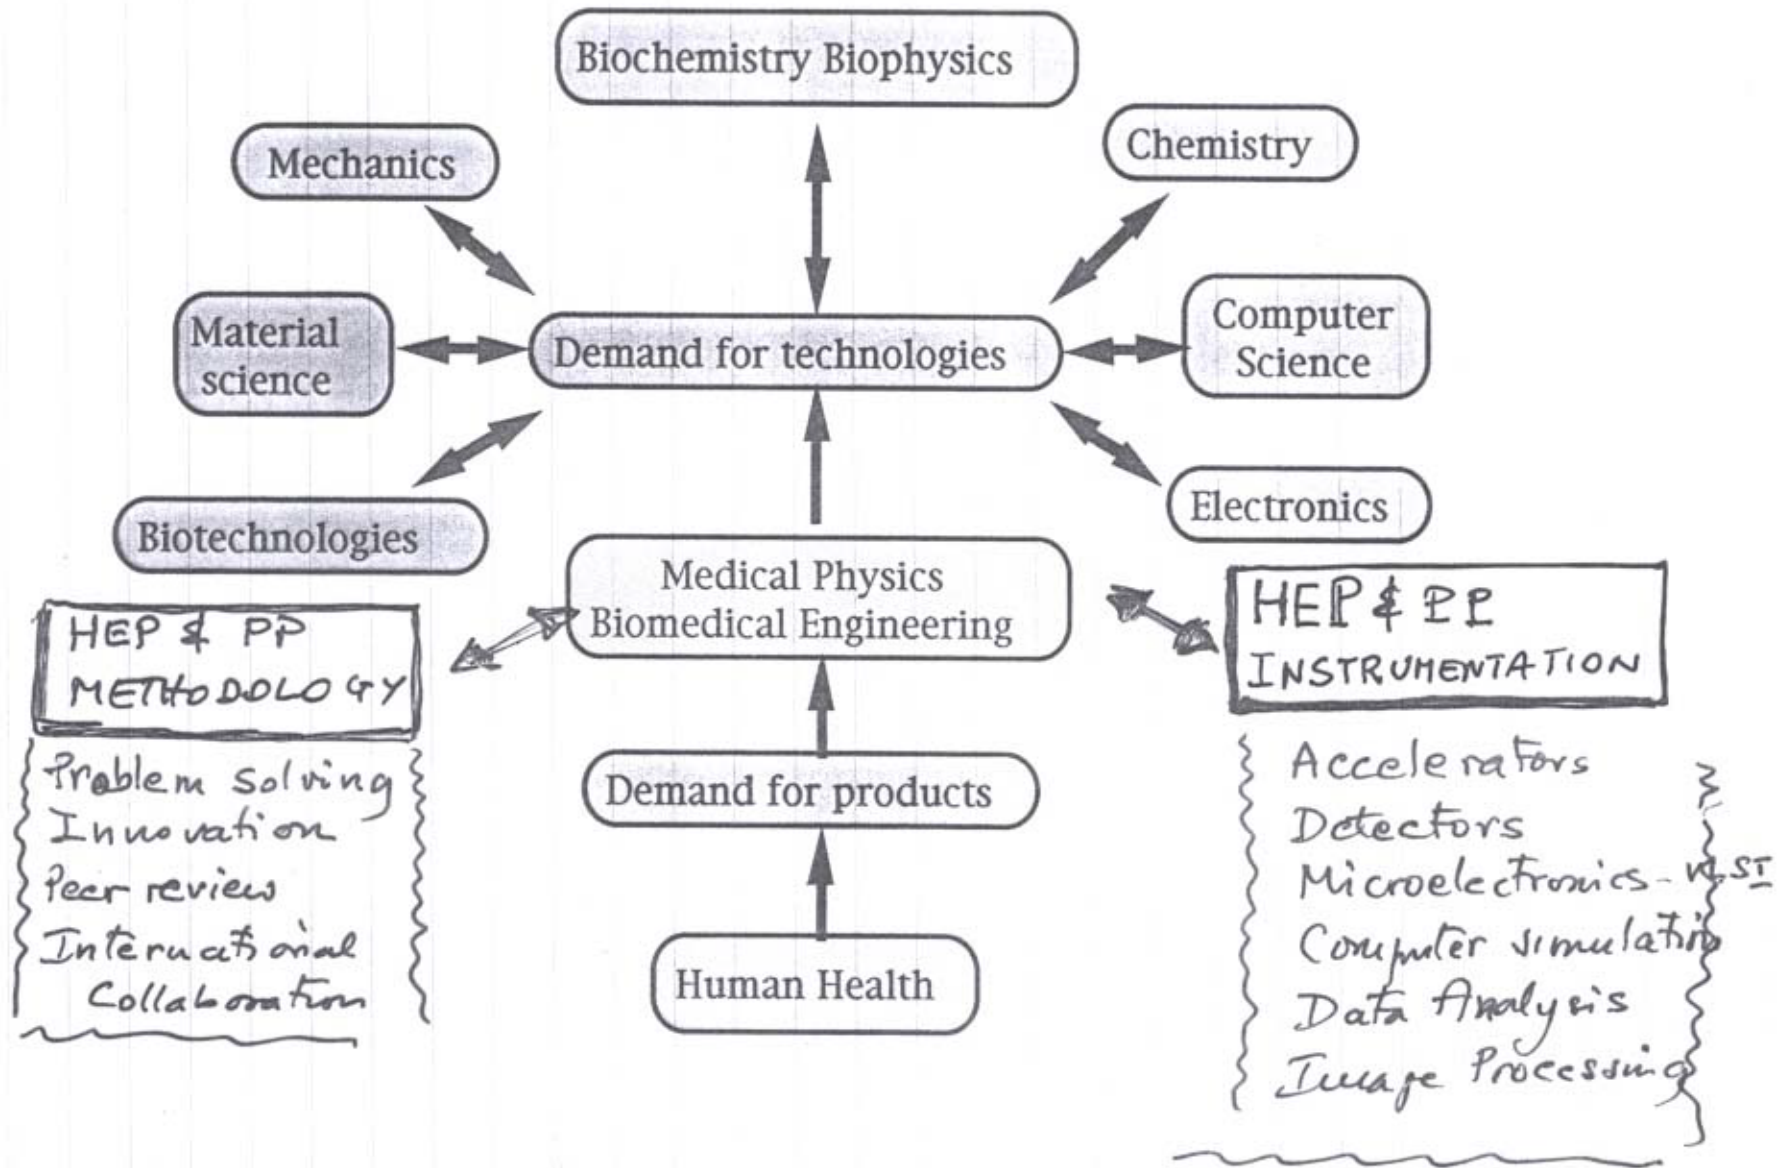 Biochemistry Biophysics
Mechanics
Chemistry
Material
science
Demand for technologies
Computer
Science
Biotechnologies
Electronics
Medical Physics
Biomedical Engineering
HEP & PP
METHODOLOGY
HEP & PP
INSTRUMENTATION
Problem solving
Innovation
Peer review
International
Collaboration
Demand for products
Human Health
Accelerators
Detectors
Microelectronics - VLSI
Computer simulation
Data Analysis
Image Processing